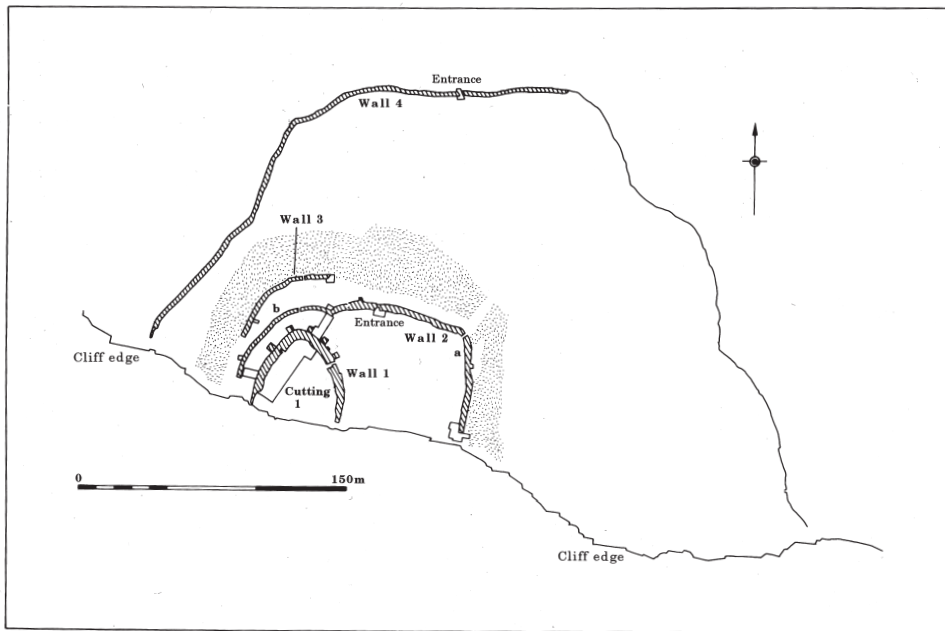 Entrance
Wall 4
Wall 3
b
Entrance
Wall 2
a
Cliff edge
Wall 1
Cutting
1
0
150m
Cliff edge